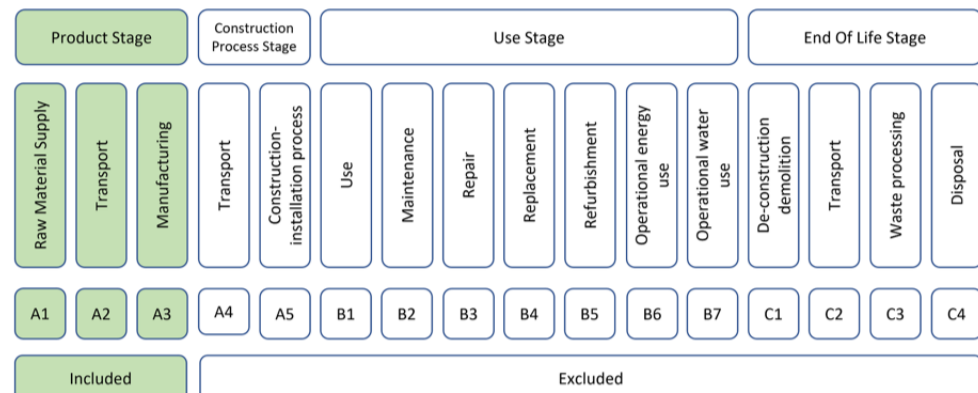 Product Stage
Construction
Process Stage
Use Stage
End Of Life Stage
Raw Material Supply
Transport
Manufacturing
Transport
Construction-
installation process
Use
Maintenance
Repair
Replacement
Refurbishment
Operational energy
use
Operational water
use
De-construction
demolition
Transport
Waste processing
Disposal
A1
A2
A3
A4
A5
B1
B2
B3
B4
B5
B6
B7
C1
C2
C3
C4
Included
Excluded